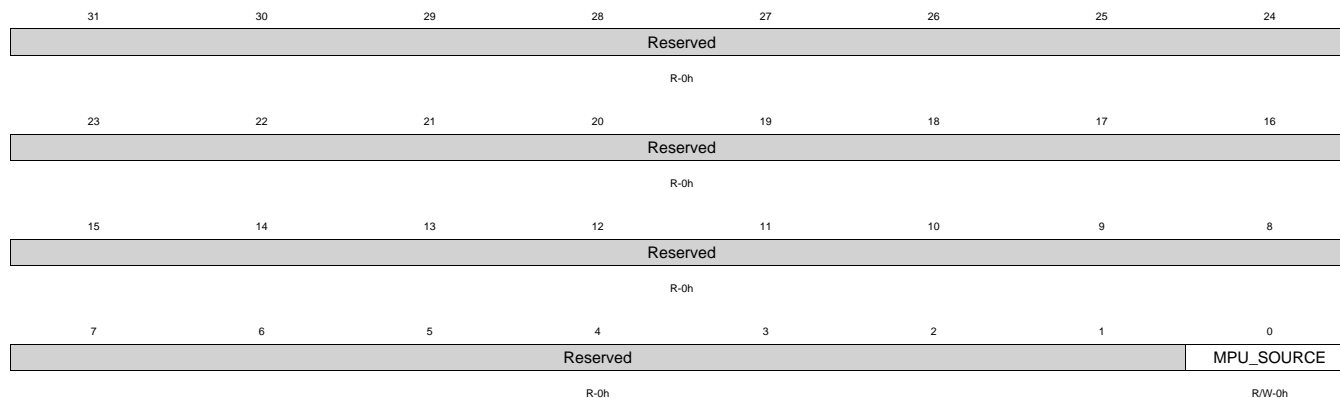 31 30 29 28 27 26 25 24
Reserved
R-0h
23 22 21 20 19 18 17 16
Reserved
R-0h
15 14 13 12 11 10 9 8
Reserved
R-0h
7 6 5 4 3 2 1 0
Reserved MPU_SOURCE
R-0h R/W-0h